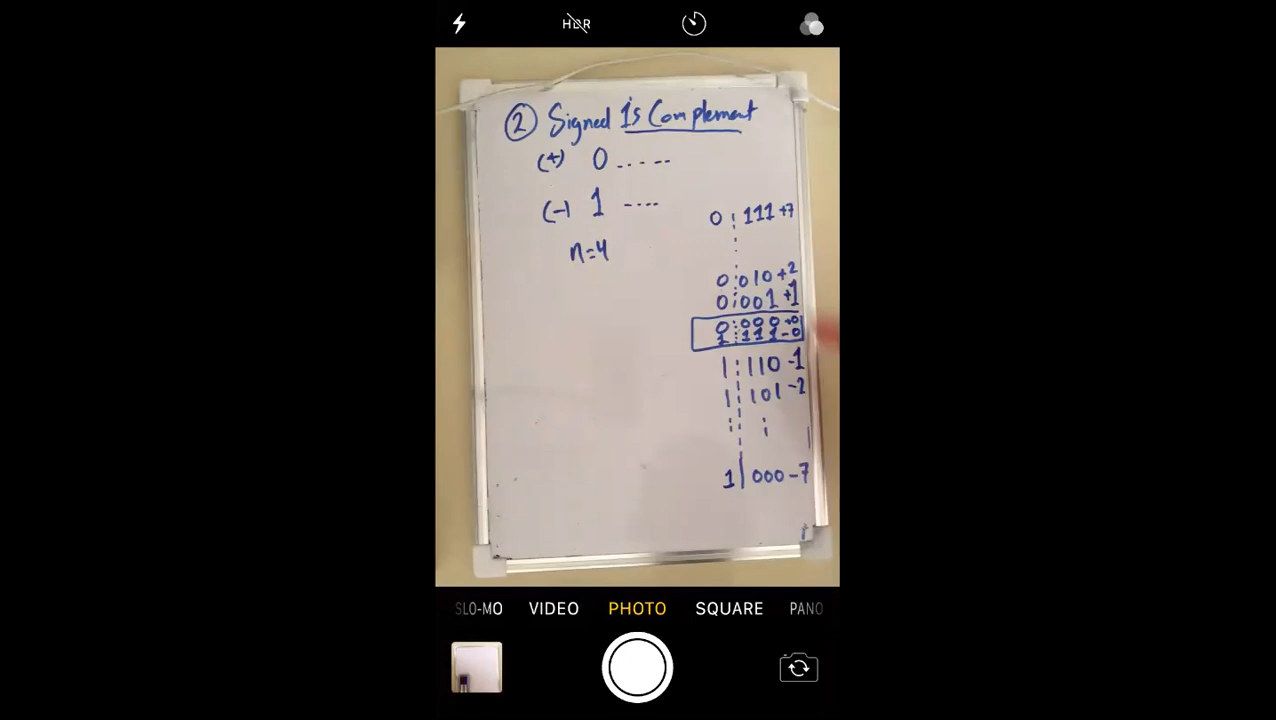 HDR
② Signed 1s Complement
(+) 0 . . - . . --
(-) 1 - - - -
n=4
0 ¦ 111 +7
0 ¦ 010 +2
0 ¦ 001 +1
0 ¦ 000 +0
1 ¦ 111 -0
1 ¦ 110 -1
1 ¦ 101 -2
1 | 000 -7
SLO-MO VIDEO PHOTO SQUARE PANO